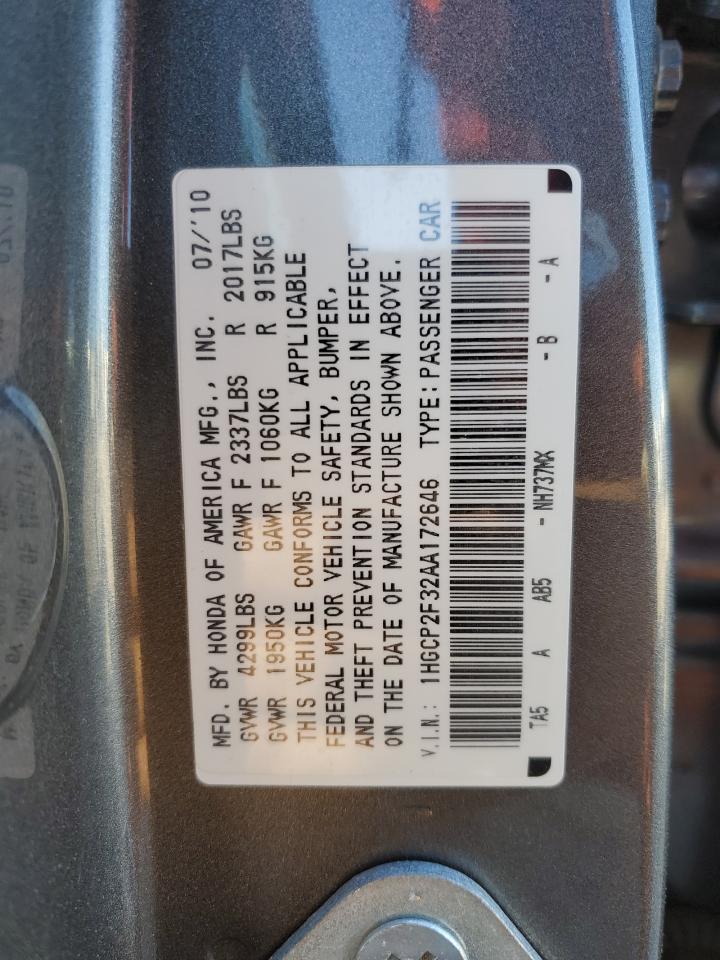 MFD. BY HONDA OF AMERICA MFG., INC. 07/'10
GVWR 4299LBS GAWR F 2337LBS R 2017LBS
GVWR 1950KG GAWR F 1060KG R 915KG
THIS VEHICLE CONFORMS TO ALL APPLICABLE
FEDERAL MOTOR VEHICLE SAFETY, BUMPER,
AND THEFT PREVENTION STANDARDS IN EFFECT
ON THE DATE OF MANUFACTURE SHOWN ABOVE.
V.I.N.: 1HGCP2F32AA172646 TYPE:PASSENGER CAR
TA5 A AB5 - NH737MX - B - A